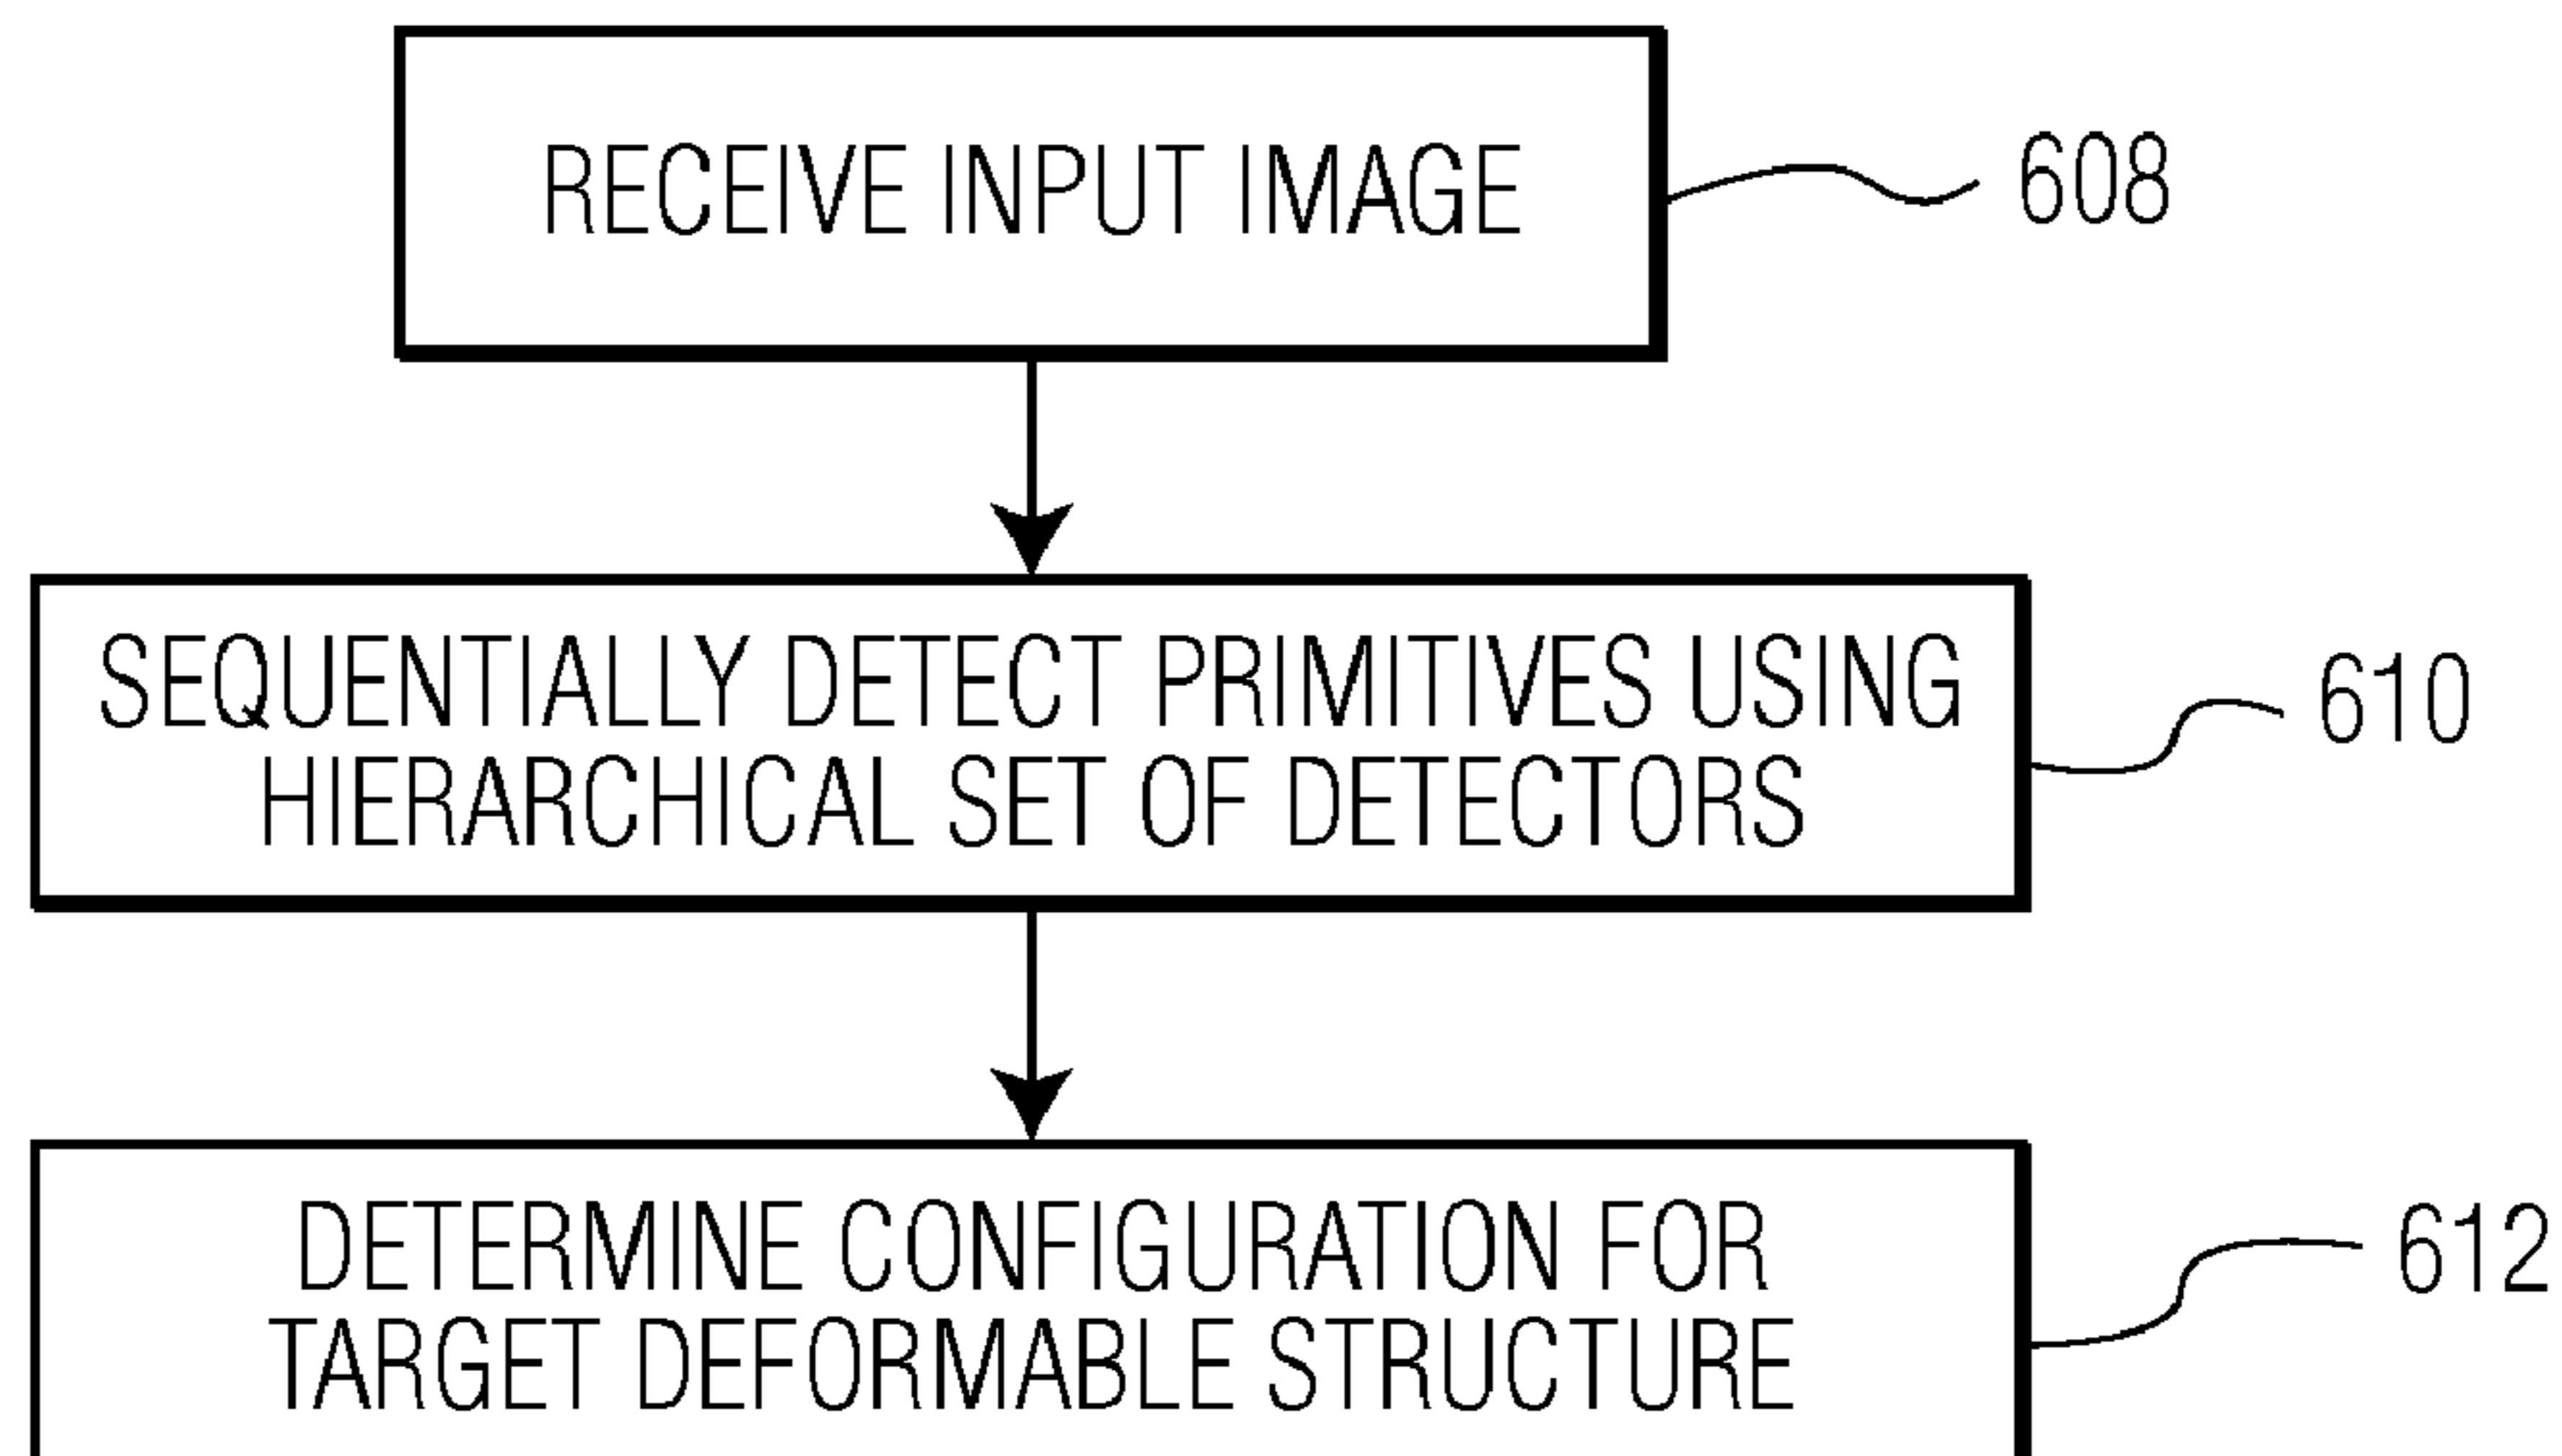 RECEIVE INPUT IMAGE
608
SEQUENTIALLY DETECT PRIMITIVES USING
HIERARCHICAL SET OF DETECTORS
610
DETERMINE CONFIGURATION FOR
TARGET DEFORMABLE STRUCTURE
612